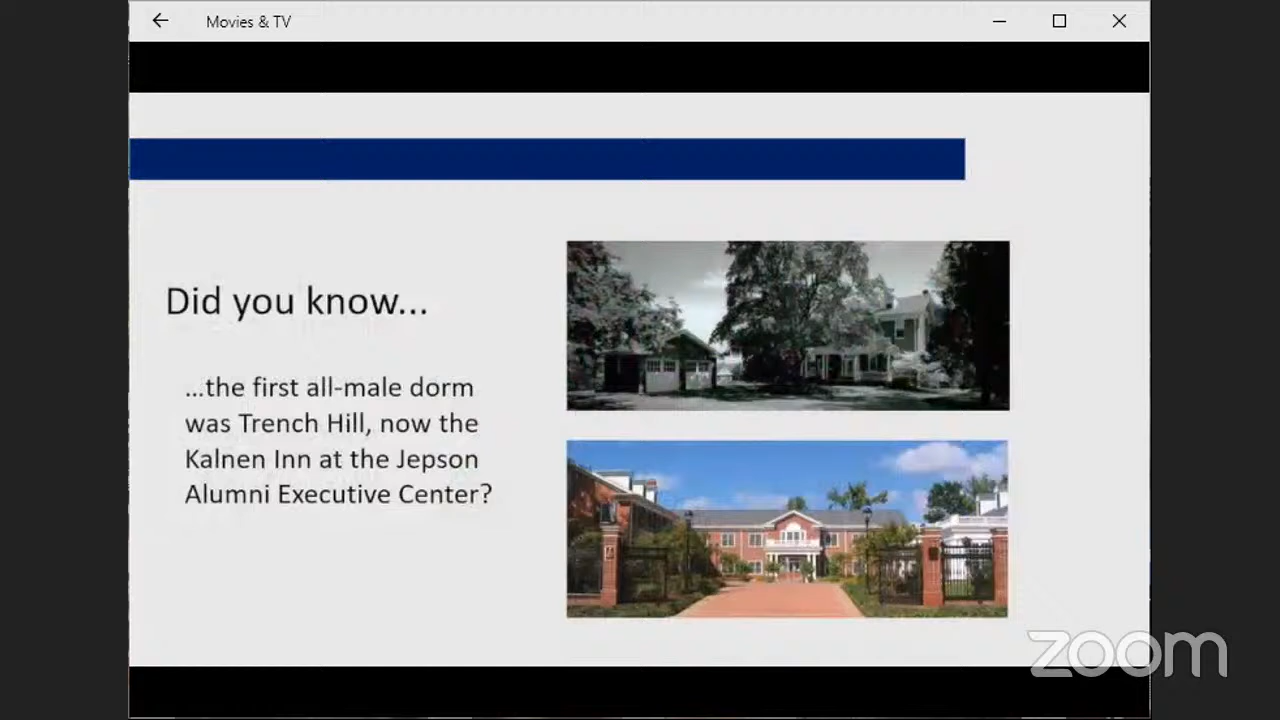 Movies & TV
Did you know...
...the first all-male dorm
was Trench Hill, now the
Kalnen Inn at the Jepson
Alumni Executive Center?
zoom